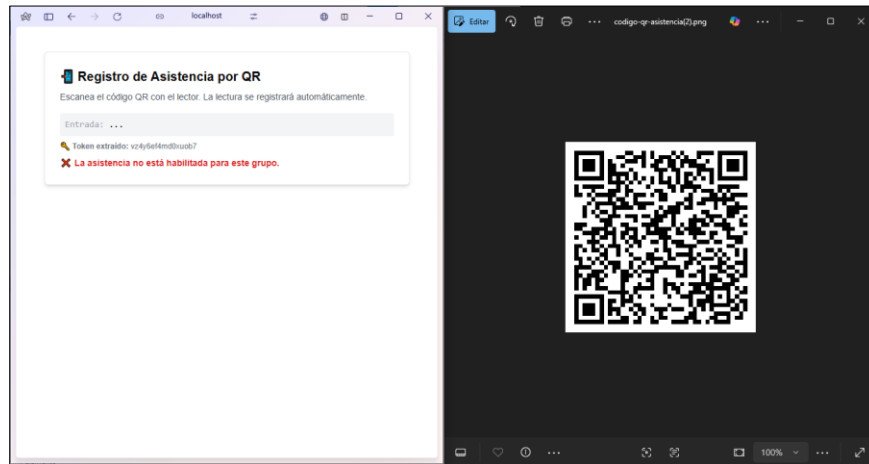 localhost
Registro de Asistencia por QR
Escanea el código QR con el lector. La lectura se registrará automáticamente.
Entrada: ...
Token extraído: vz4y6ef4md0xuob7
La asistencia no está habilitada para este grupo.
Editar
codigo-qr-asistencia(2).png
100%